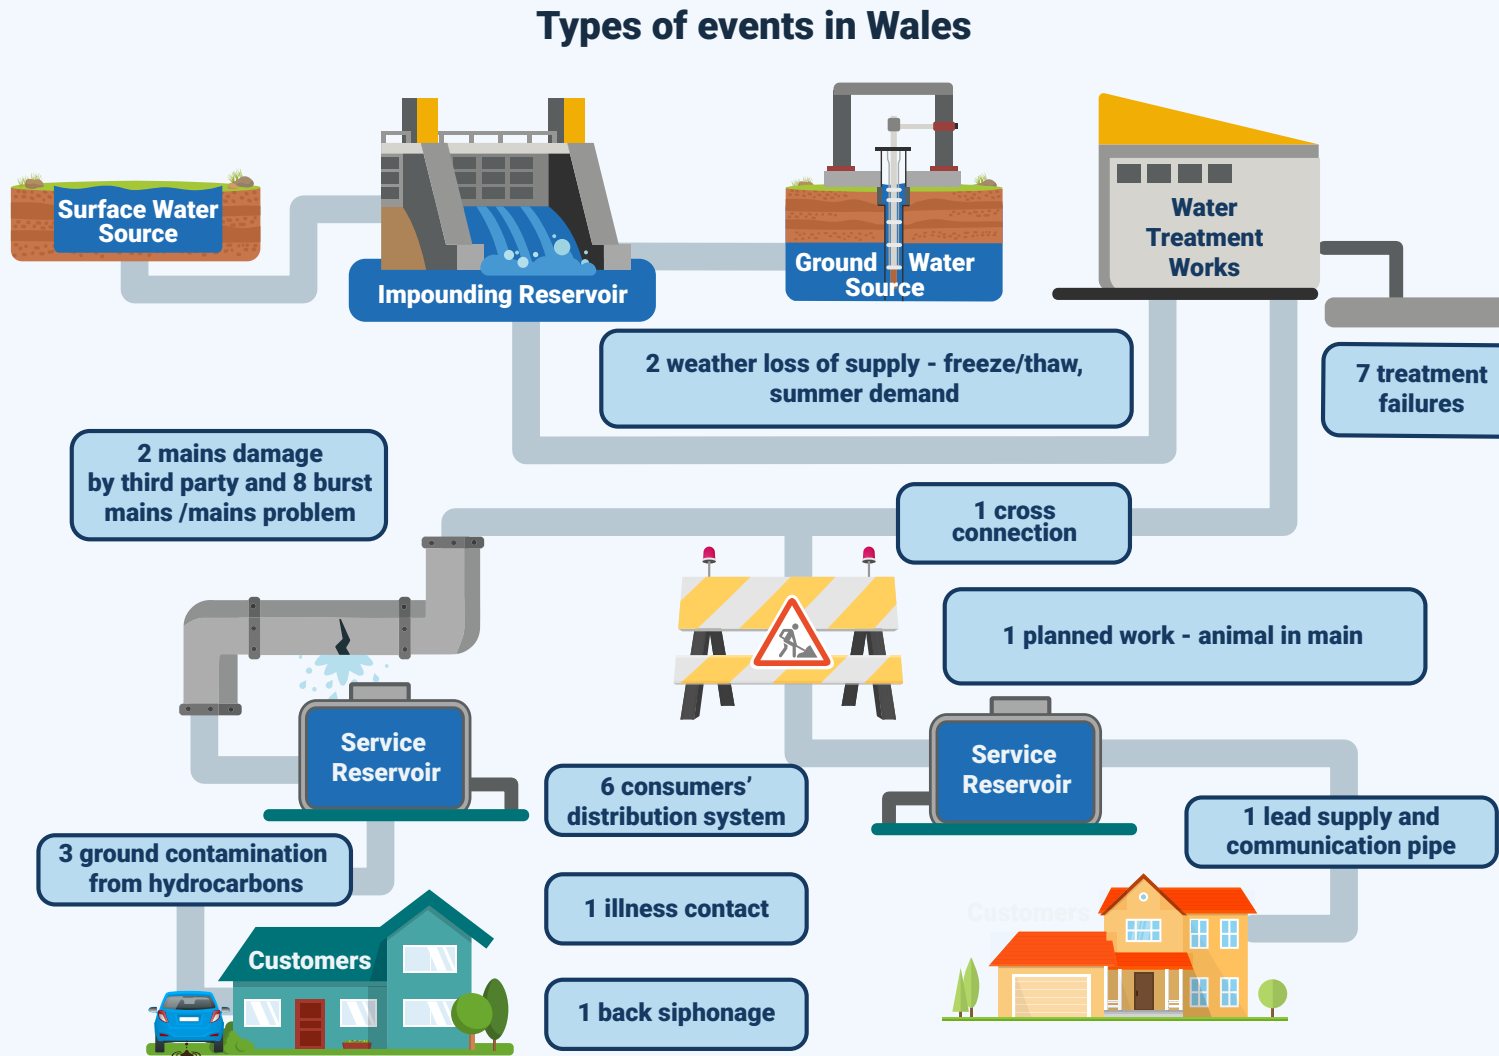 Types of events in Wales
Surface Water
Source
Impounding Reservoir
Ground Water
Source
Water
Treatment
Works
2 weather loss of supply - freeze/thaw,
summer demand
7 treatment
failures
2 mains damage
by third party and 8 burst
mains /mains problem
1 cross
connection
1 planned work - animal in main
Service
Reservoir
Service
Reservoir
6 consumers’
distribution system
1 lead supply and
communication pipe
3 ground contamination
from hydrocarbons
1 illness contact
Customers
Customers
1 back siphonage